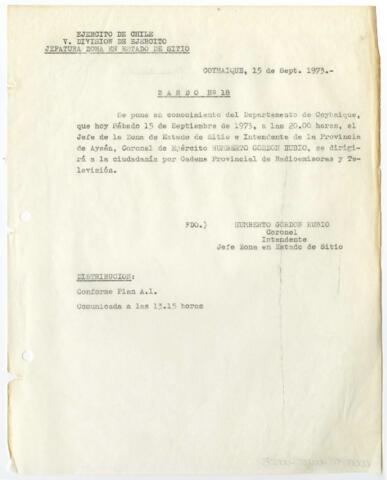 EJERCITO DE CHILE
V. DIVISION DE EJERCITO
JEFATURA ZONA EN ESTADO DE SITIO
COYHAIQUE, 15 de Sept. 1973.-
B A N D O Nº 18
Se pone en conocimiento del Departamento de Coyhaique,
que hoy Sábado 15 de Septiembre de 1973, a las 20.00 horas, el
Jefe de la Zona de Estado de Sitio e Intendente de la Provincia
de Aysén, Coronel de Ejército HUMBERTO GORDON RUBIO, se dirigi
rá a la ciudadanía por Cadena Provincial de Radioemisoras y Te-
levisión.
FDO.) HUMBERTO GORDON RUBIO
Coronel
Intendente
Jefe Zona en Estado de Sitio
DISTRIBUCION:
Conforme Plan A.1.
Comunicada a las 13.15 horas